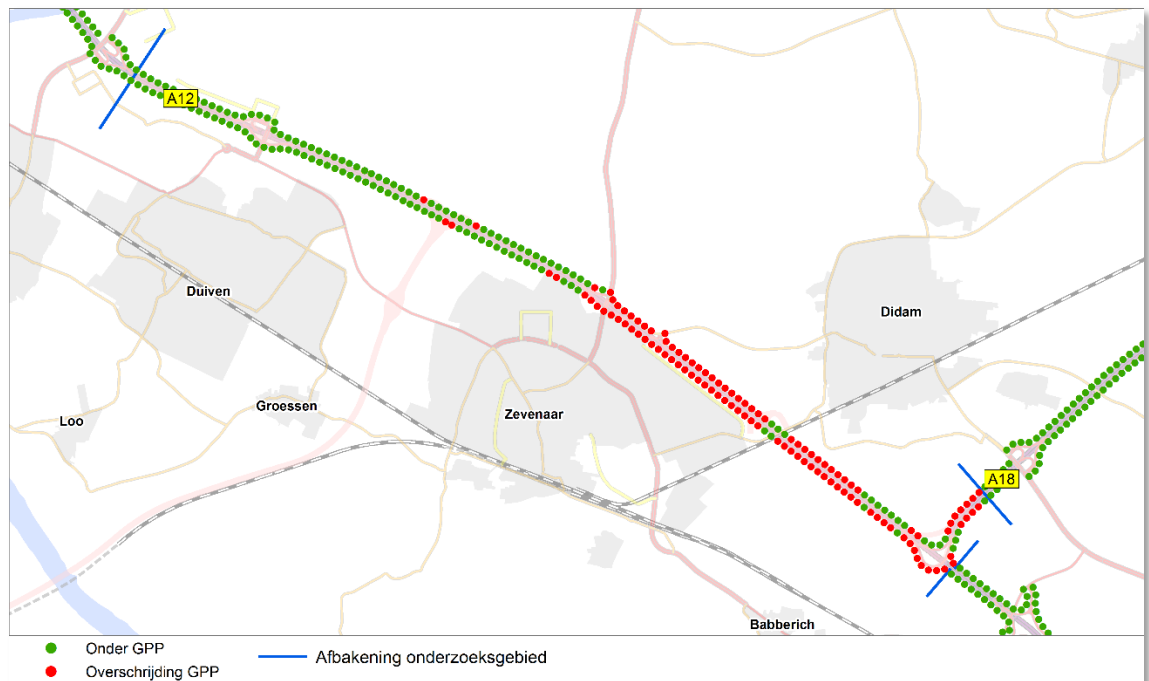 A12
Duiven
Didam
Loo
Groessen
Zevenaar
A18
Babberich
Onder GPP
Overschrijding GPP
Afbakening onderzoeksgebied